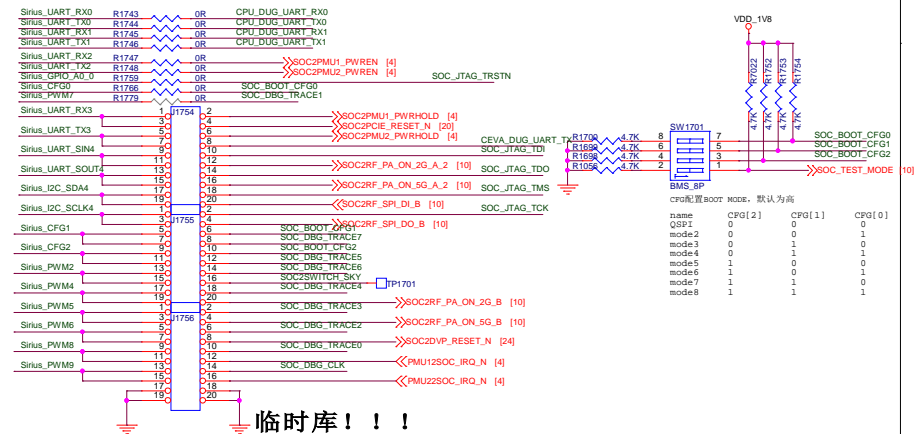 Sirius_UART_RX0 R1743 0R CPU_DUG_UART_RX0
Sirius_UART_TX0 R1744 0R CPU_DUG_UART_TX0
Sirius_UART_RX1 R1745 0R CPU_DUG_UART_RX1
Sirius_UART_TX1 R1746 0R CPU_DUG_UART_TX1
Sirius_UART_RX2 R1747 0R SOC2PMU1_PWREN [4]
Sirius_UART_TX2 R1748 0R SOC2PMU2_PWREN [4]
Sirius_GPIO_A0_0 R1759 0R SOC_JTAG_TRSTN
Sirius_CFG0 R1766 0R SOC_BOOT_CFG0
Sirius_PWM7 R1779 0R SOC_DBG_TRACE1
Sirius_UART_RX3 1 J1754 2 SOC2PMU1_PWRHOLD [4]
3 4 SOC2PCIE_RESET_N [20]
Sirius_UART_TX3 5 6 SOC2PMU2_PWRHOLD [4]
7 8 CEVA_DUG_UART_TX
Sirius_UART_SIN4 9 10 SOC_JTAG_TDI
11 12 SOC2RF_PA_ON_2G_A_2 [10]
Sirius_UART_SOUT4 13 14 SOC_JTAG_TDO
15 16 SOC2RF_PA_ON_5G_A_2 [10]
Sirius_I2C_SDA4 17 18 SOC_JTAG_TMS
19 20 SOC2RF_SPI_DI_B [10]
Sirius_I2C_SCLK4 1 J1755 2 SOC_JTAG_TCK
3 4 SOC2RF_SPI_DO_B [10]
Sirius_CFG1 5 6 SOC_BOOT_CFG1
7 8 SOC_DBG_TRACE7
Sirius_CFG2 9 10 SOC_BOOT_CFG2
11 12 SOC_DBG_TRACE5
Sirius_PWM2 13 14 SOC_DBG_TRACE6
15 16 SOC2SWITCH_SKY TP1701
Sirius_PWM4 17 18 SOC_DBG_TRACE4
19 20 SOC2RF_PA_ON_2G_B [10]
Sirius_PWM5 1 J1756 2 SOC_DBG_TRACE3
3 4 SOC2RF_PA_ON_5G_B [10]
Sirius_PWM6 5 6 SOC_DBG_TRACE2
7 8 SOC2DVP_RESET_N [24]
Sirius_PWM8 9 10 SOC_DBG_TRACE0
11 12 PMU12SOC_IRQ_N [4]
Sirius_PWM9 13 14 SOC_DBG_CLK
15 16 PMU22SOC_IRQ_N [4]
17 18
19 20
临时库！！！
VDD_1V8
R7022 R1752 R1753 R1754
4.7K 4.7K 4.7K 4.7K
SW1701
R1700 4.7K 8 7 SOC_BOOT_CFG0
R1699 4.7K 6 5 SOC_BOOT_CFG1
R1698 4.7K 4 3 SOC_BOOT_CFG2
R1056 4.7K 2 1 SOC_TEST_MODE [10]
BMS_8P
CFG配置BOOT MODE，默认为高
name CFG[2] CFG[1] CFG[0]
QSPI 0 0 0
mode2 0 0 1
mode3 0 1 0
mode4 0 1 1
mode5 1 0 0
mode6 1 0 1
mode7 1 1 0
mode8 1 1 1